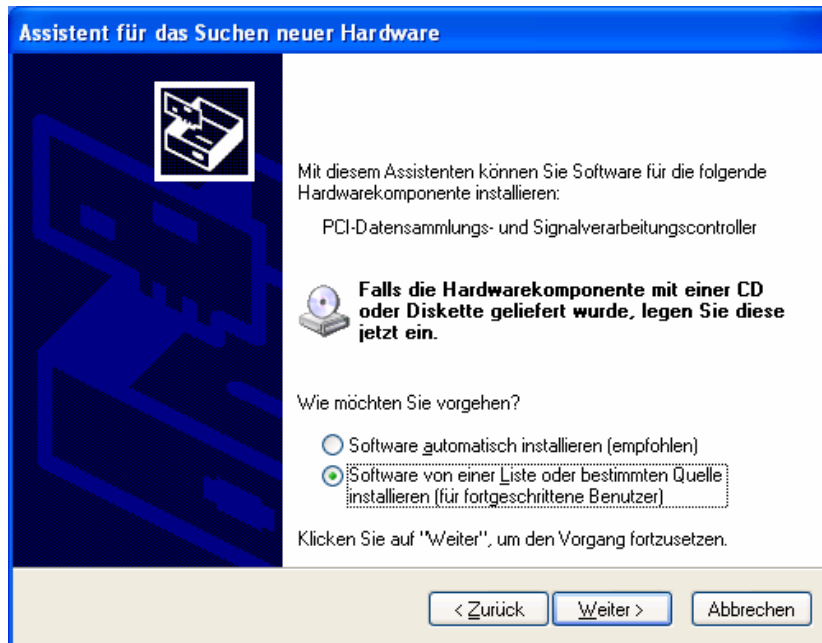 Assistent für das Suchen neuer Hardware
Mit diesem Assistenten können Sie Software für die folgende
Hardwarekomponente installieren:
PCI-Datensammlungs- und Signalverarbeitungscontroller
Falls die Hardwarekomponente mit einer CD
oder Diskette geliefert wurde, legen Sie diese
jetzt ein.
Wie möchten Sie vorgehen?
Software automatisch installieren (empfohlen)
Software von einer Liste oder bestimmten Quelle
installieren (für fortgeschrittene Benutzer)
Klicken Sie auf "Weiter", um den Vorgang fortzusetzen.
< Zurück Weiter > Abbrechen